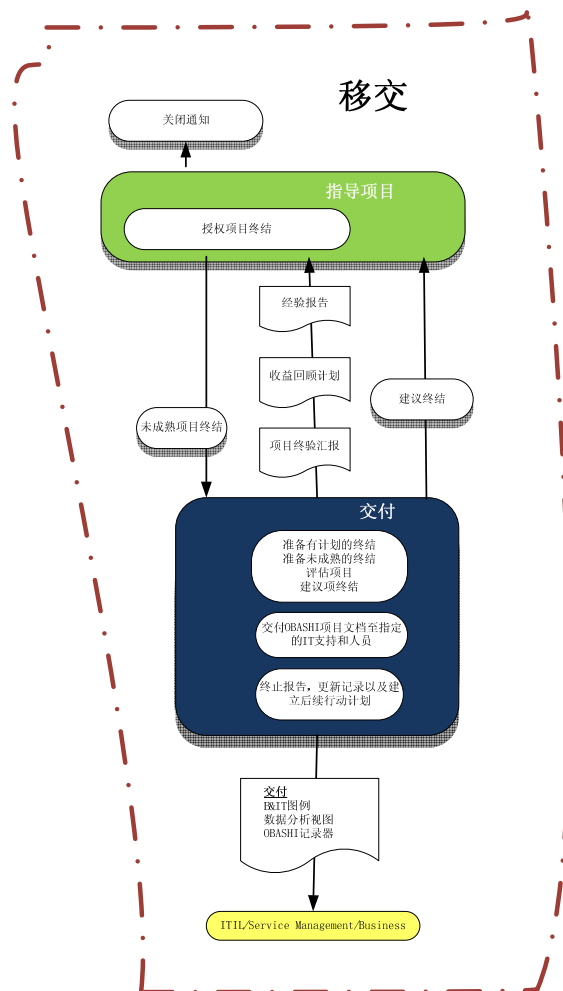 移交
关闭通知
指导项目
授权项目终结
经验报告
收益回顾计划
建议终结
未成熟项目终结
项目终验汇报
交付
准备有计划的终结
准备未成熟的终结
评估项目
建议项终结
交付OBASHI项目文档至指定
的IT支持和人员
终止报告，更新记录以及建
立后续行动计划
交付
B&IT图例
数据分析视图
OBASHI记录器
ITIL/Service Management/Business